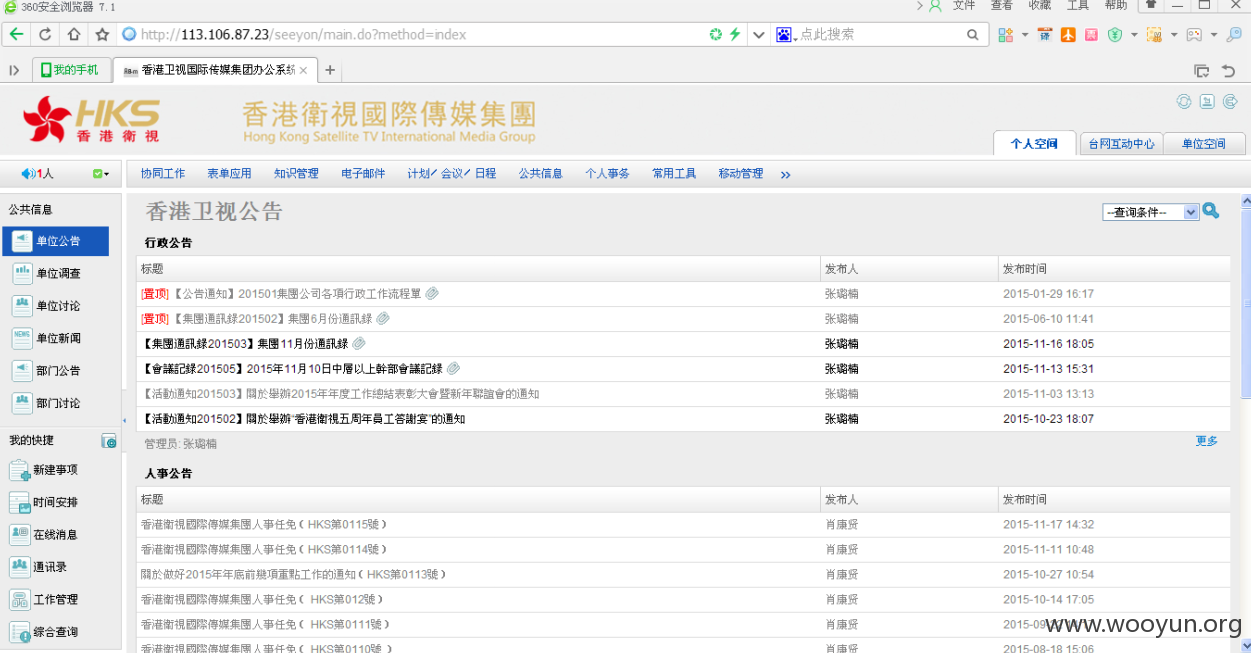 360安全浏览器 7.1 文件 查看 收藏 工具 帮助
http://113.106.87.23/seeyon/main.do?method=index 点此搜索
我的手机 香港卫视国际传媒集团办公系统
HKS 香港衛視 香港衛視國際傳媒集團
Hong Kong Satellite TV International Media Group
个人空间 台网互动中心 单位空间
1人 协同工作 表单应用 知识管理 电子邮件 计划/会议/日程 公共信息 个人事务 常用工具 移动管理 »
公共信息
单位公告
单位调查
单位讨论
单位新闻
部门公告
部门讨论
我的快捷
新建事项
时间安排
在线消息
通讯录
工作管理
综合查询
香港卫视公告 --查询条件--
行政公告
标题 发布人 发布时间
[置顶]【公告通知】201501集團公司各項行政工作流程單 张璐楠 2015-01-29 16:17
[置顶]【集團通訊錄201502】集團6月份通訊錄 张璐楠 2015-06-10 11:41
【集團通訊錄201503】集團11月份通訊錄 张璐楠 2015-11-16 18:05
【會議記錄201505】2015年11月10日中層以上幹部會議記録 张璐楠 2015-11-13 15:31
【活動通知201503】關於舉辦2015年年度工作總結表彰大會暨新年聯誼會的通知 张璐楠 2015-11-03 13:13
【活動通知201502】關於舉辦“香港衛視五周年員工答謝宴”的通知 张璐楠 2015-10-23 18:07
管理员: 张璐楠 更多
人事公告
标题 发布人 发布时间
香港衛視國際傳媒集團人事任免（HKS第0115號） 肖康贤 2015-11-17 14:32
香港衛視國際傳媒集團人事任免（HKS第0114號） 肖康贤 2015-11-11 10:48
關於做好2015年年底前幾項重點工作的通知（HKS第0113號） 肖康贤 2015-10-27 10:54
香港衛視國際傳媒集團人事任免（ HKS第012號） 肖康贤 2015-10-14 17:05
香港衛視國際傳媒集團人事任免（ HKS第0111號） 肖康贤 2015-09
香港衛視國際傳媒集團人事任免（ HKS第0110號） 肖康贤 2015-08-18 15:06
www.wooyun.org